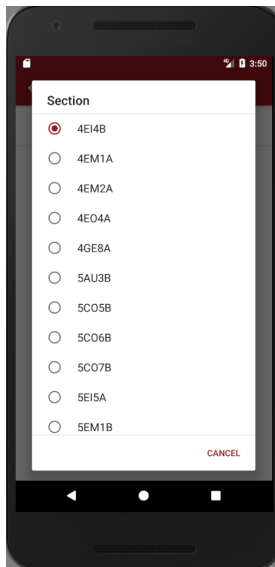 3:50
Section
4EI4B
4EM1A
4EM2A
4EO4A
4GE8A
5AU3B
5CO5B
5CO6B
5CO7B
5EI5A
5EM1B
CANCEL